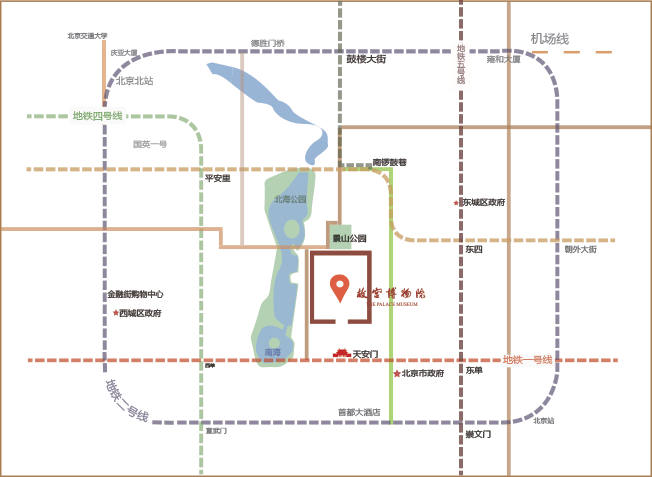 北京交通大学
庆亚大厦
德胜门桥
机场线
地铁五号线
鼓楼大街
雍和大厦
北京北站
地铁四号线
国英一号
南锣鼓巷
平安里
北海公园
东城区政府
景山公园
东四
朝外大街
金融街购物中心
故宫博物院
THE PALACE MUSEUM
西城区政府
南海
天安门
地铁一号线
西单
北京市政府
东单
地铁二号线
首都大酒店
北京站
宣武门
崇文门